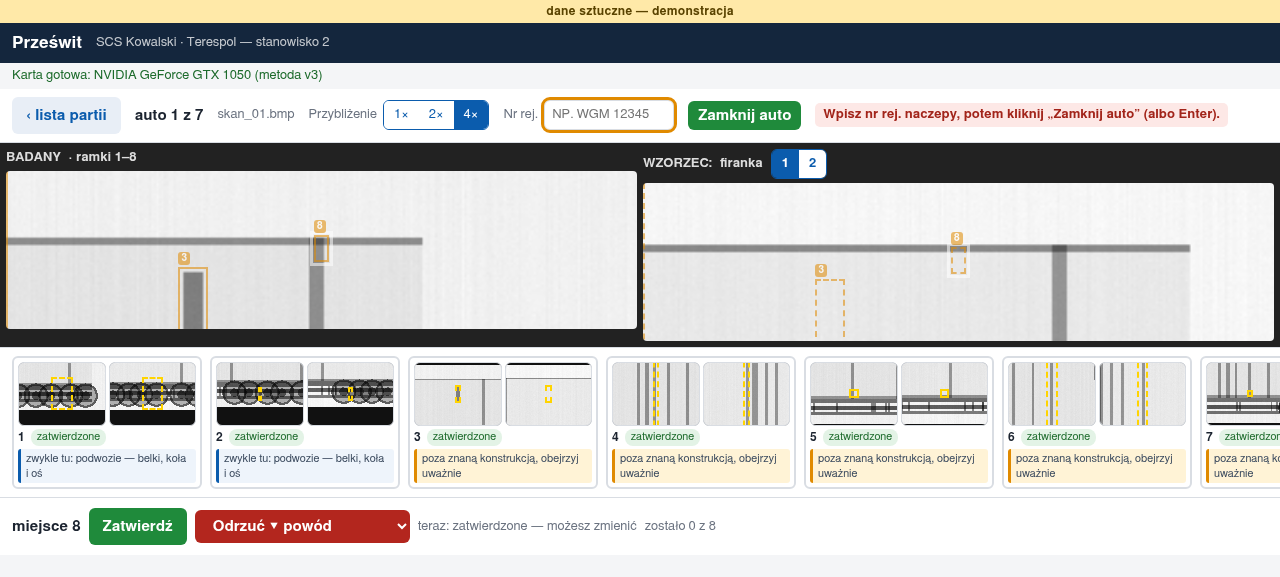 dane sztuczne — demonstracja
Prześwit SCS Kowalski · Terespol — stanowisko 2
Karta gotowa: NVIDIA GeForce GTX 1050 (metoda v3)
‹ lista partii auto 1 z 7 skan_01.bmp Przybliżenie 1× 2× 4× Nr rej. NP. WGM 12345 Zamknij auto Wpisz nr rej. naczepy, potem kliknij „Zamknij auto” (albo Enter).
BADANY · ramki 1–8
WZORZEC: firanka 1 2
8
3
8
3
1 zatwierdzone
zwykle tu: podwozie — belki, koła
i oś
2 zatwierdzone
zwykle tu: podwozie — belki, koła
i oś
3 zatwierdzone
poza znaną konstrukcją, obejrzyj
uważnie
4 zatwierdzone
poza znaną konstrukcją, obejrzyj
uważnie
5 zatwierdzone
poza znaną konstrukcją, obejrzyj
uważnie
6 zatwierdzone
poza znaną konstrukcją, obejrzyj
uważnie
7
poza znaną
uważnie
miejsce 8 Zatwierdź Odrzuć ▾ powód teraz: zatwierdzone — możesz zmienić zostało 0 z 8